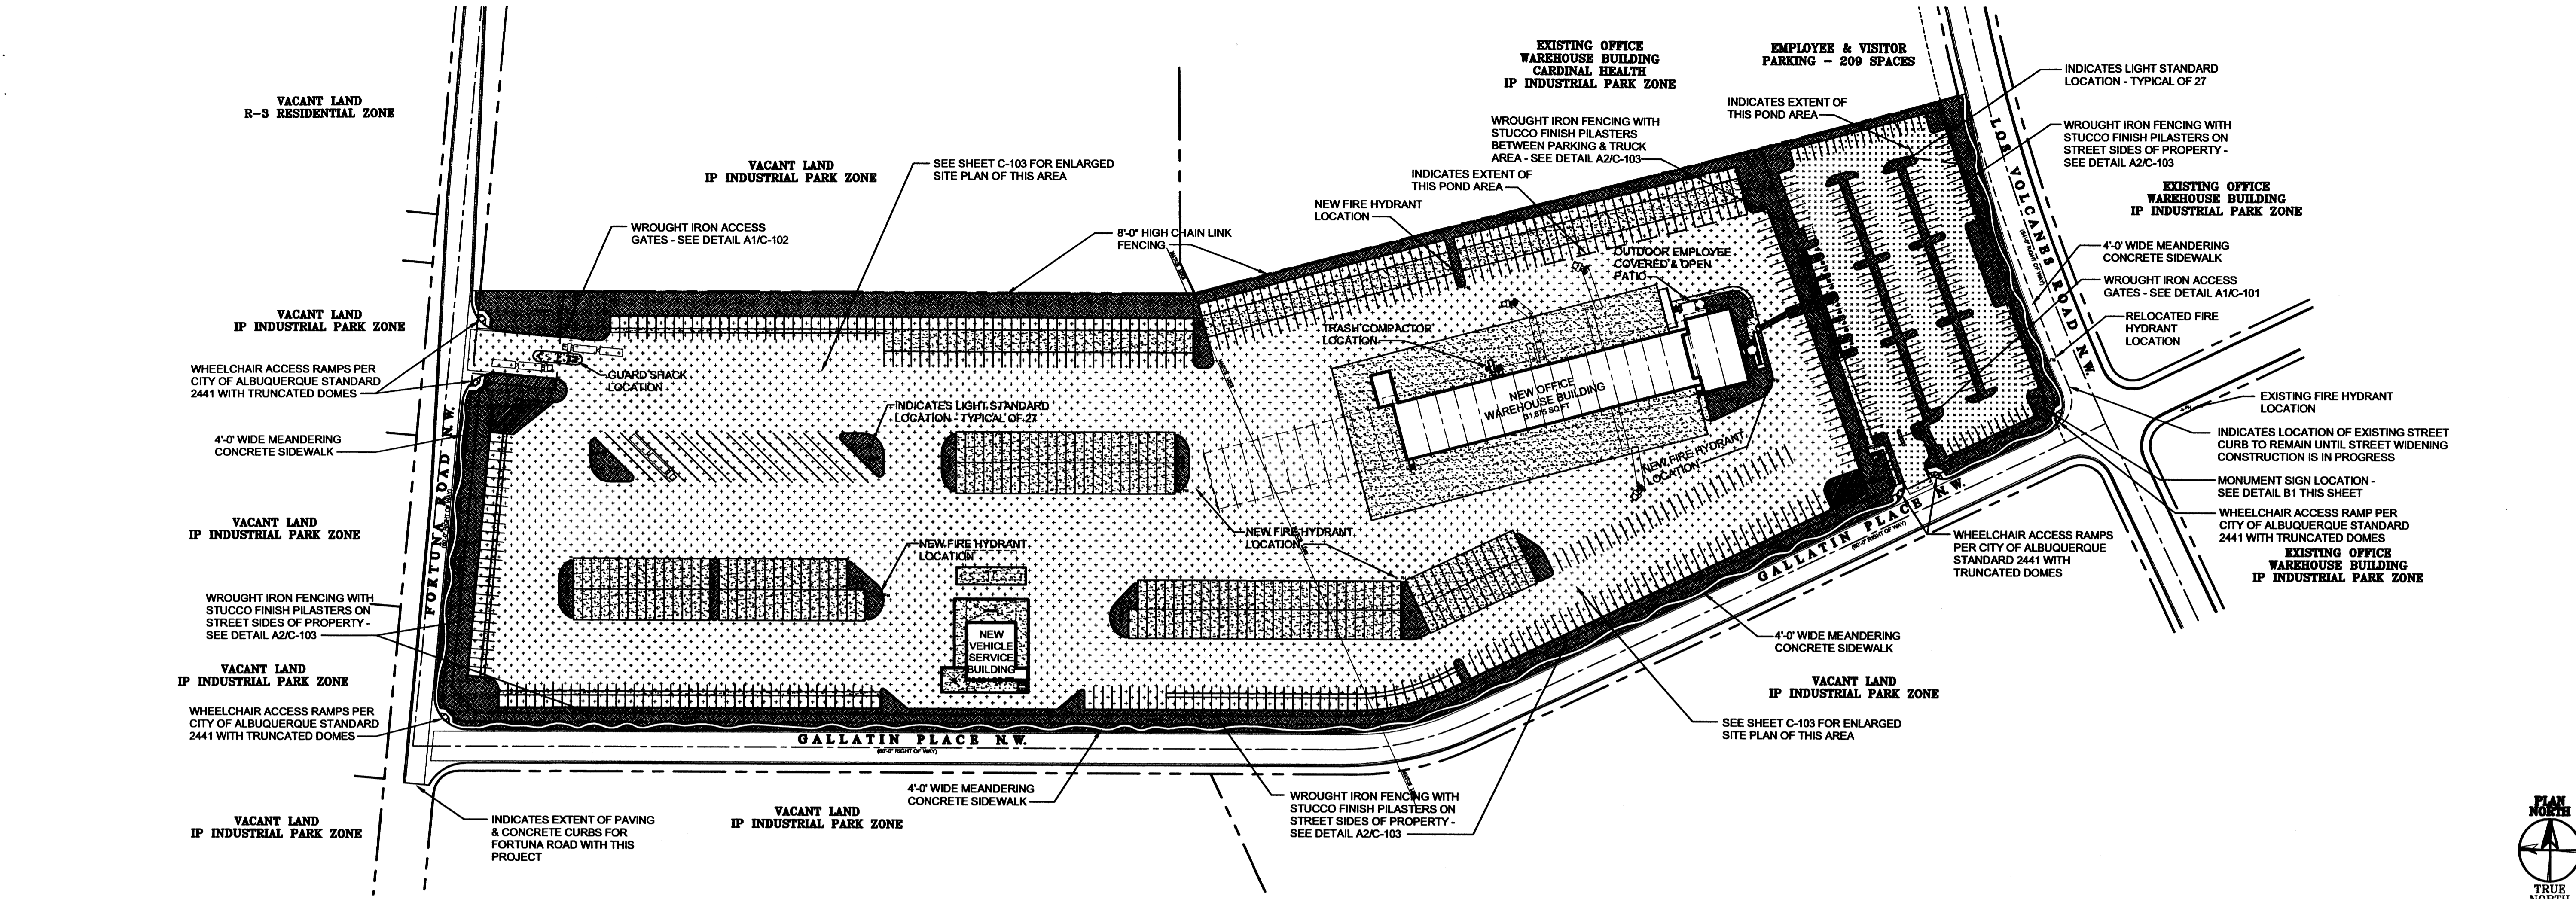 VACANT LAND
R-3 RESIDENTIAL ZONE
VACANT LAND
IP INDUSTRIAL PARK ZONE
SEE SHEET C-103 FOR ENLARGED
SITE PLAN OF THIS AREA
WROUGHT IRON ACCESS
GATES - SEE DETAIL A1/C-102
8'-0" HIGH CHAIN LINK
FENCING
EXISTING OFFICE
WAREHOUSE BUILDING
CARDINAL HEALTH
IP INDUSTRIAL PARK ZONE
EMPLOYEE & VISITOR
PARKING - 209 SPACES
INDICATES LIGHT STANDARD
LOCATION - TYPICAL OF 27
INDICATES EXTENT OF
THIS POND AREA
WROUGHT IRON FENCING WITH
STUCCO FINISH PILASTERS
BETWEEN PARKING & TRUCK
AREA - SEE DETAIL A2/C-103
INDICATES EXTENT OF
THIS POND AREA
NEW FIRE HYDRANT
LOCATION
WROUGHT IRON FENCING WITH
STUCCO FINISH PILASTERS ON
STREET SIDES OF PROPERTY -
SEE DETAIL A2/C-103
EXISTING OFFICE
WAREHOUSE BUILDING
IP INDUSTRIAL PARK ZONE
LOS VOLCANES ROAD N.W.
4'-0' WIDE MEANDERING
CONCRETE SIDEWALK
WROUGHT IRON ACCESS
GATES - SEE DETAIL A1/C-101
RELOCATED FIRE
HYDRANT
LOCATION
OUTDOOR EMPLOYEE
COVERED & OPEN
PATIO
TRASH COMPACTOR
LOCATION
NEW OFFICE
WAREHOUSE BUILDING
31,875 SQ FT
NEW FIRE HYDRANT
LOCATION
VACANT LAND
IP INDUSTRIAL PARK ZONE
WHEELCHAIR ACCESS RAMPS PER
CITY OF ALBUQUERQUE STANDARD
2441 WITH TRUNCATED DOMES
GUARD SHACK
LOCATION
INDICATES LIGHT STANDARD
LOCATION - TYPICAL OF 27
4'-0' WIDE MEANDERING
CONCRETE SIDEWALK
FORTUNA ROAD N.W.
VACANT LAND
IP INDUSTRIAL PARK ZONE
NEW FIRE HYDRANT
LOCATION
NEW FIRE HYDRANT
LOCATION
EXISTING FIRE HYDRANT
LOCATION
INDICATES LOCATION OF EXISTING STREET
CURB TO REMAIN UNTIL STREET WIDENING
CONSTRUCTION IS IN PROGRESS
MONUMENT SIGN LOCATION -
SEE DETAIL B1 THIS SHEET
WHEELCHAIR ACCESS RAMP PER
CITY OF ALBUQUERQUE STANDARD
2441 WITH TRUNCATED DOMES
EXISTING OFFICE
WAREHOUSE BUILDING
IP INDUSTRIAL PARK ZONE
WHEELCHAIR ACCESS RAMPS
PER CITY OF ALBUQUERQUE
STANDARD 2441 WITH
TRUNCATED DOMES
GALLATIN PLACE N.W.
(60'-0" RIGHT OF WAY)
WROUGHT IRON FENCING WITH
STUCCO FINISH PILASTERS ON
STREET SIDES OF PROPERTY -
SEE DETAIL A2/C-103
NEW
VEHICLE
SERVICE
BUILDING
4'-0' WIDE MEANDERING
CONCRETE SIDEWALK
VACANT LAND
IP INDUSTRIAL PARK ZONE
VACANT LAND
IP INDUSTRIAL PARK ZONE
WHEELCHAIR ACCESS RAMPS PER
CITY OF ALBUQUERQUE STANDARD
2441 WITH TRUNCATED DOMES
SEE SHEET C-103 FOR ENLARGED
SITE PLAN OF THIS AREA
GALLATIN PLACE N.W.
(60'-0" RIGHT OF WAY)
4'-0' WIDE MEANDERING
CONCRETE SIDEWALK
VACANT LAND
IP INDUSTRIAL PARK ZONE
WROUGHT IRON FENCING WITH
STUCCO FINISH PILASTERS ON
STREET SIDES OF PROPERTY -
SEE DETAIL A2/C-103
VACANT LAND
IP INDUSTRIAL PARK ZONE
INDICATES EXTENT OF PAVING
& CONCRETE CURBS FOR
FORTUNA ROAD WITH THIS
PROJECT
PLAN
NORTH
TRUE
NORTH